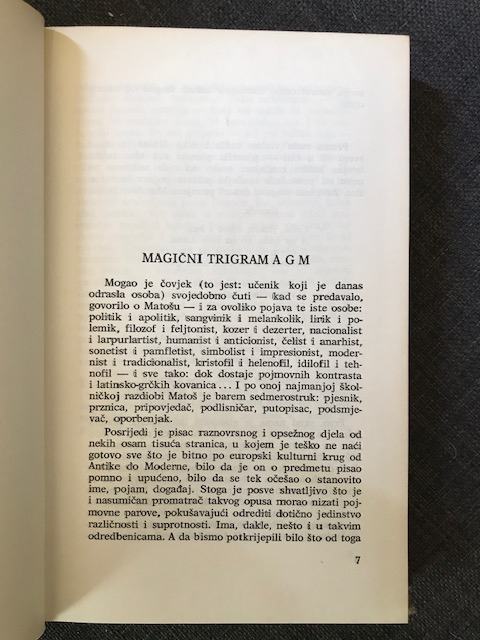 MAGIČNI TRIGRAM A G M
Mogao je čovjek (to jest: učenik koji je danas
odrasla osoba) svojedobno čuti — kad se predavalo,
govorilo o Matošu — i za ovoliko pojava te iste osobe:
politik i apolitik, sangvinik i melankolik, lirik i po-
lemik, filozof i feljtonist, kozer i dezerter, nacionalist
i larpurlartist, humanist i anticionist, čelist i anarhist,
sonetist i pamfletist, simbolist i impresionist, moder-
nist i tradicionalist, kristofil i helenofil, idilofil i teh-
nofil — i sve tako: dok dostaje pojmovnih kontrasta
i latinsko-grčkih kovanica... I po onoj najmanjoj škol-
ničkoj razdiobi Matoš je barem sedmerostruk: pjesnik,
prznica, pripovjedač, podlisničar, putopisac, podsmje-
vač, oporbenjak.
Posrijedi je pisac raznovrsnog i opsežnog djela od
nekih osam tisuća stranica, u kojem je teško ne naći
gotovo sve što je bitno po europski kulturni krug od
Antike do Moderne, bilo da je on o predmetu pisao
pomno i upućeno, bilo da se tek očešao o stanovito
ime, pojam, događaj. Stoga je posve shvatljivo što je
i nasumičan promatrač takvog opusa morao nizati poj-
movne parove, pokušavajući odrediti dotično jedinstvo
različnosti i suprotnosti. Ima, dakle, nešto i u takvim
odredbenicama. A da bismo potkrijepili bilo što od toga
7